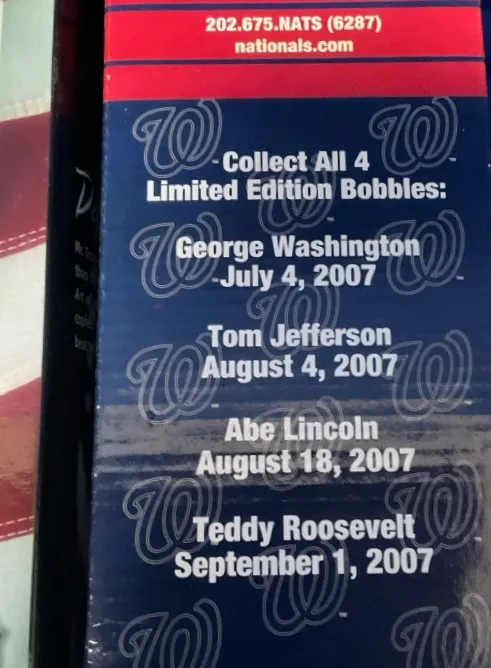 202.675.NATS (6287)
nationals.com
Collect All 4
Limited Edition Bobbles:
George Washington
July 4, 2007
Tom Jefferson
August 4, 2007
Abe Lincoln
August 18, 2007
Teddy Roosevelt
September 1, 2007